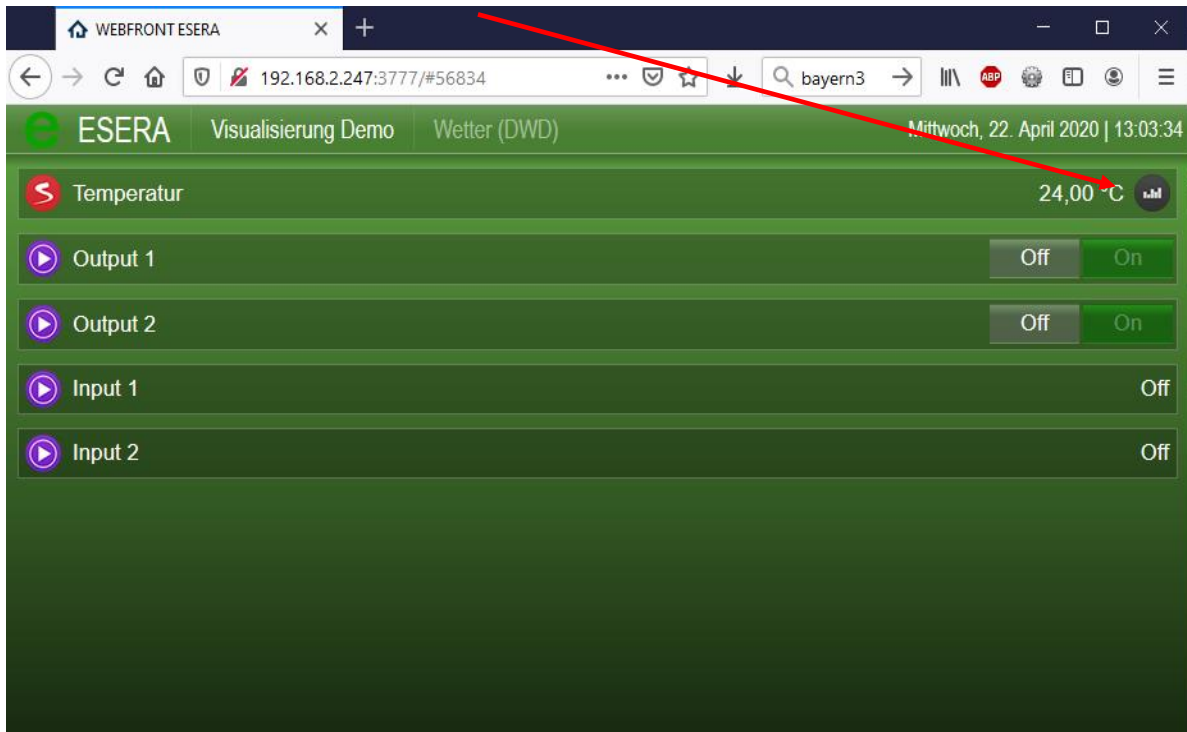 WEBFRONT ESERA
192.168.2.247:3777/#56834
bayern3
ABP
e ESERA Visualisierung Demo Wetter (DWD) Mittwoch, 22. April 2020 | 13:03:34
Temperatur 24,00 °C
Output 1 Off On
Output 2 Off On
Input 1 Off
Input 2 Off